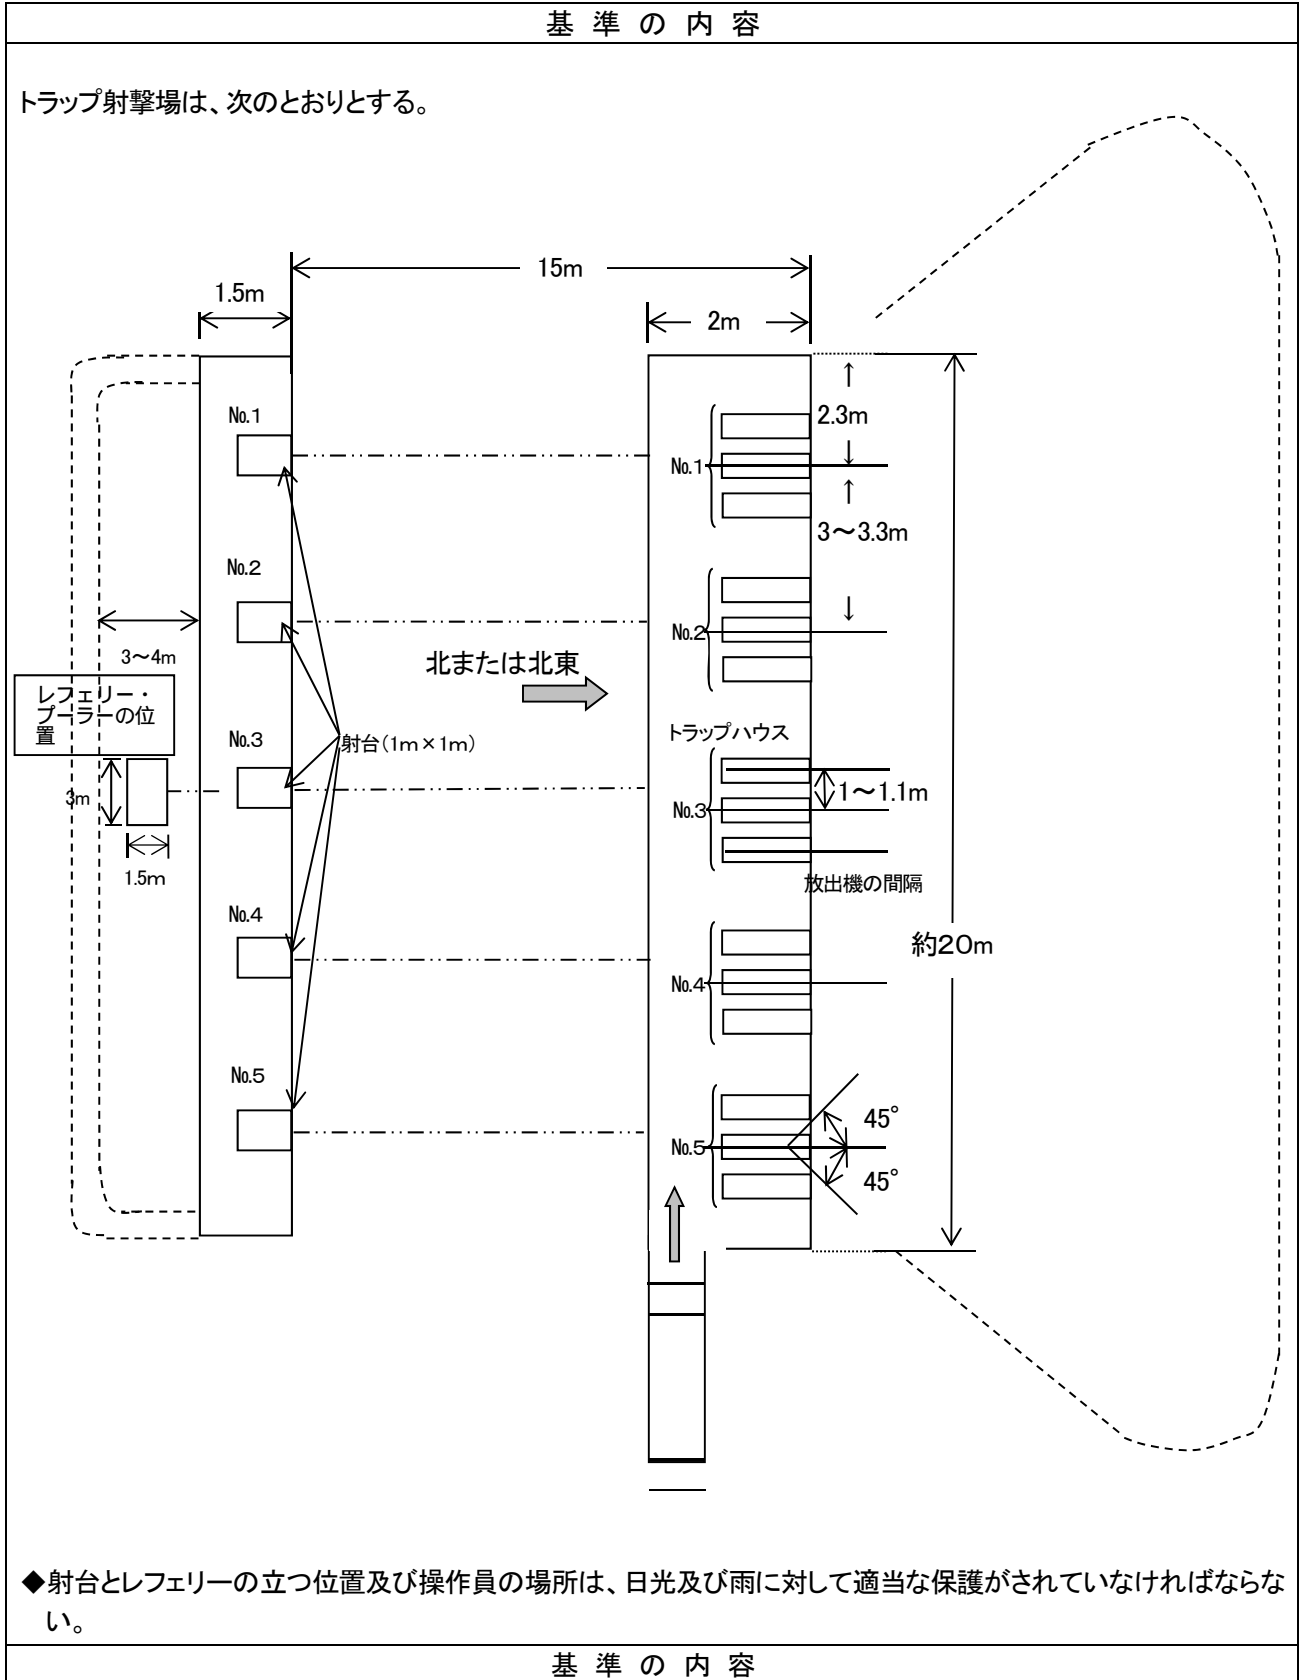 基 準 の 内 容
トラップ射撃場は、次のとおりとする。
15m
1.5m
2m
№.1
↑
2.3m
↓
№.1
↑
3～3.3m
№.2
↓
№.2
3～4m
北または北東
レフェリー・
プーラーの位
置
№.3
トラップハウス
射台(1m×1m)
3m
1～1.1m
№.3
1.5m
放出機の間隔
№.4
約20m
№.4
№.5
45°
№.5
45°
◆射台とレフェリーの立つ位置及び操作員の場所は、日光及び雨に対して適当な保護がされていなければならな
い。
基 準 の 内 容